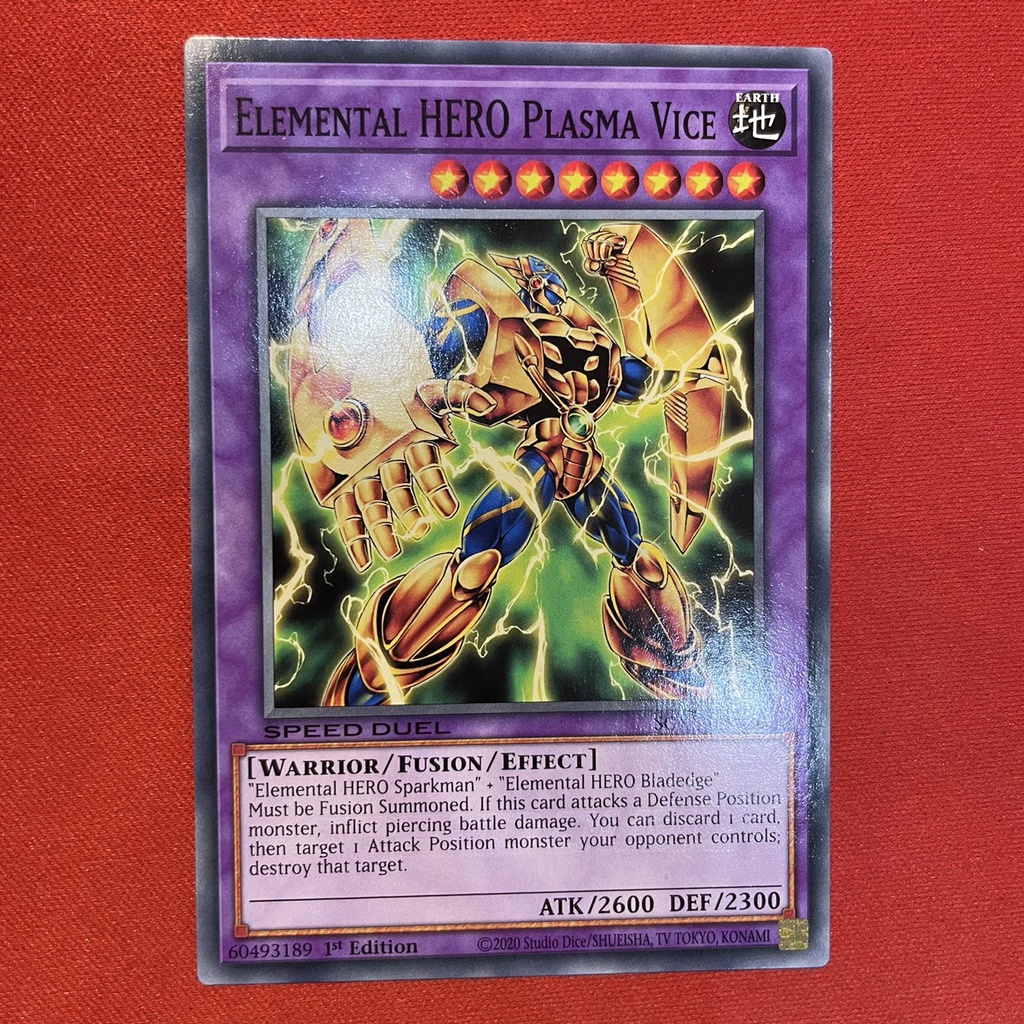 ELEMENTAL HERO PLASMA VICE
EARTH
地
SPEED DUEL
[WARRIOR/FUSION/EFFECT]
"Elemental HERO Sparkman" + "Elemental HERO Bladedge"
Must be Fusion Summoned. If this card attacks a Defense Position
monster, inflict piercing battle damage. You can discard 1 card,
then target 1 Attack Position monster your opponent controls;
destroy that target.
ATK/2600 DEF/2300
60493189 1st Edition ©2020 Studio Dice/SHUEISHA, TV TOKYO, KONAMI